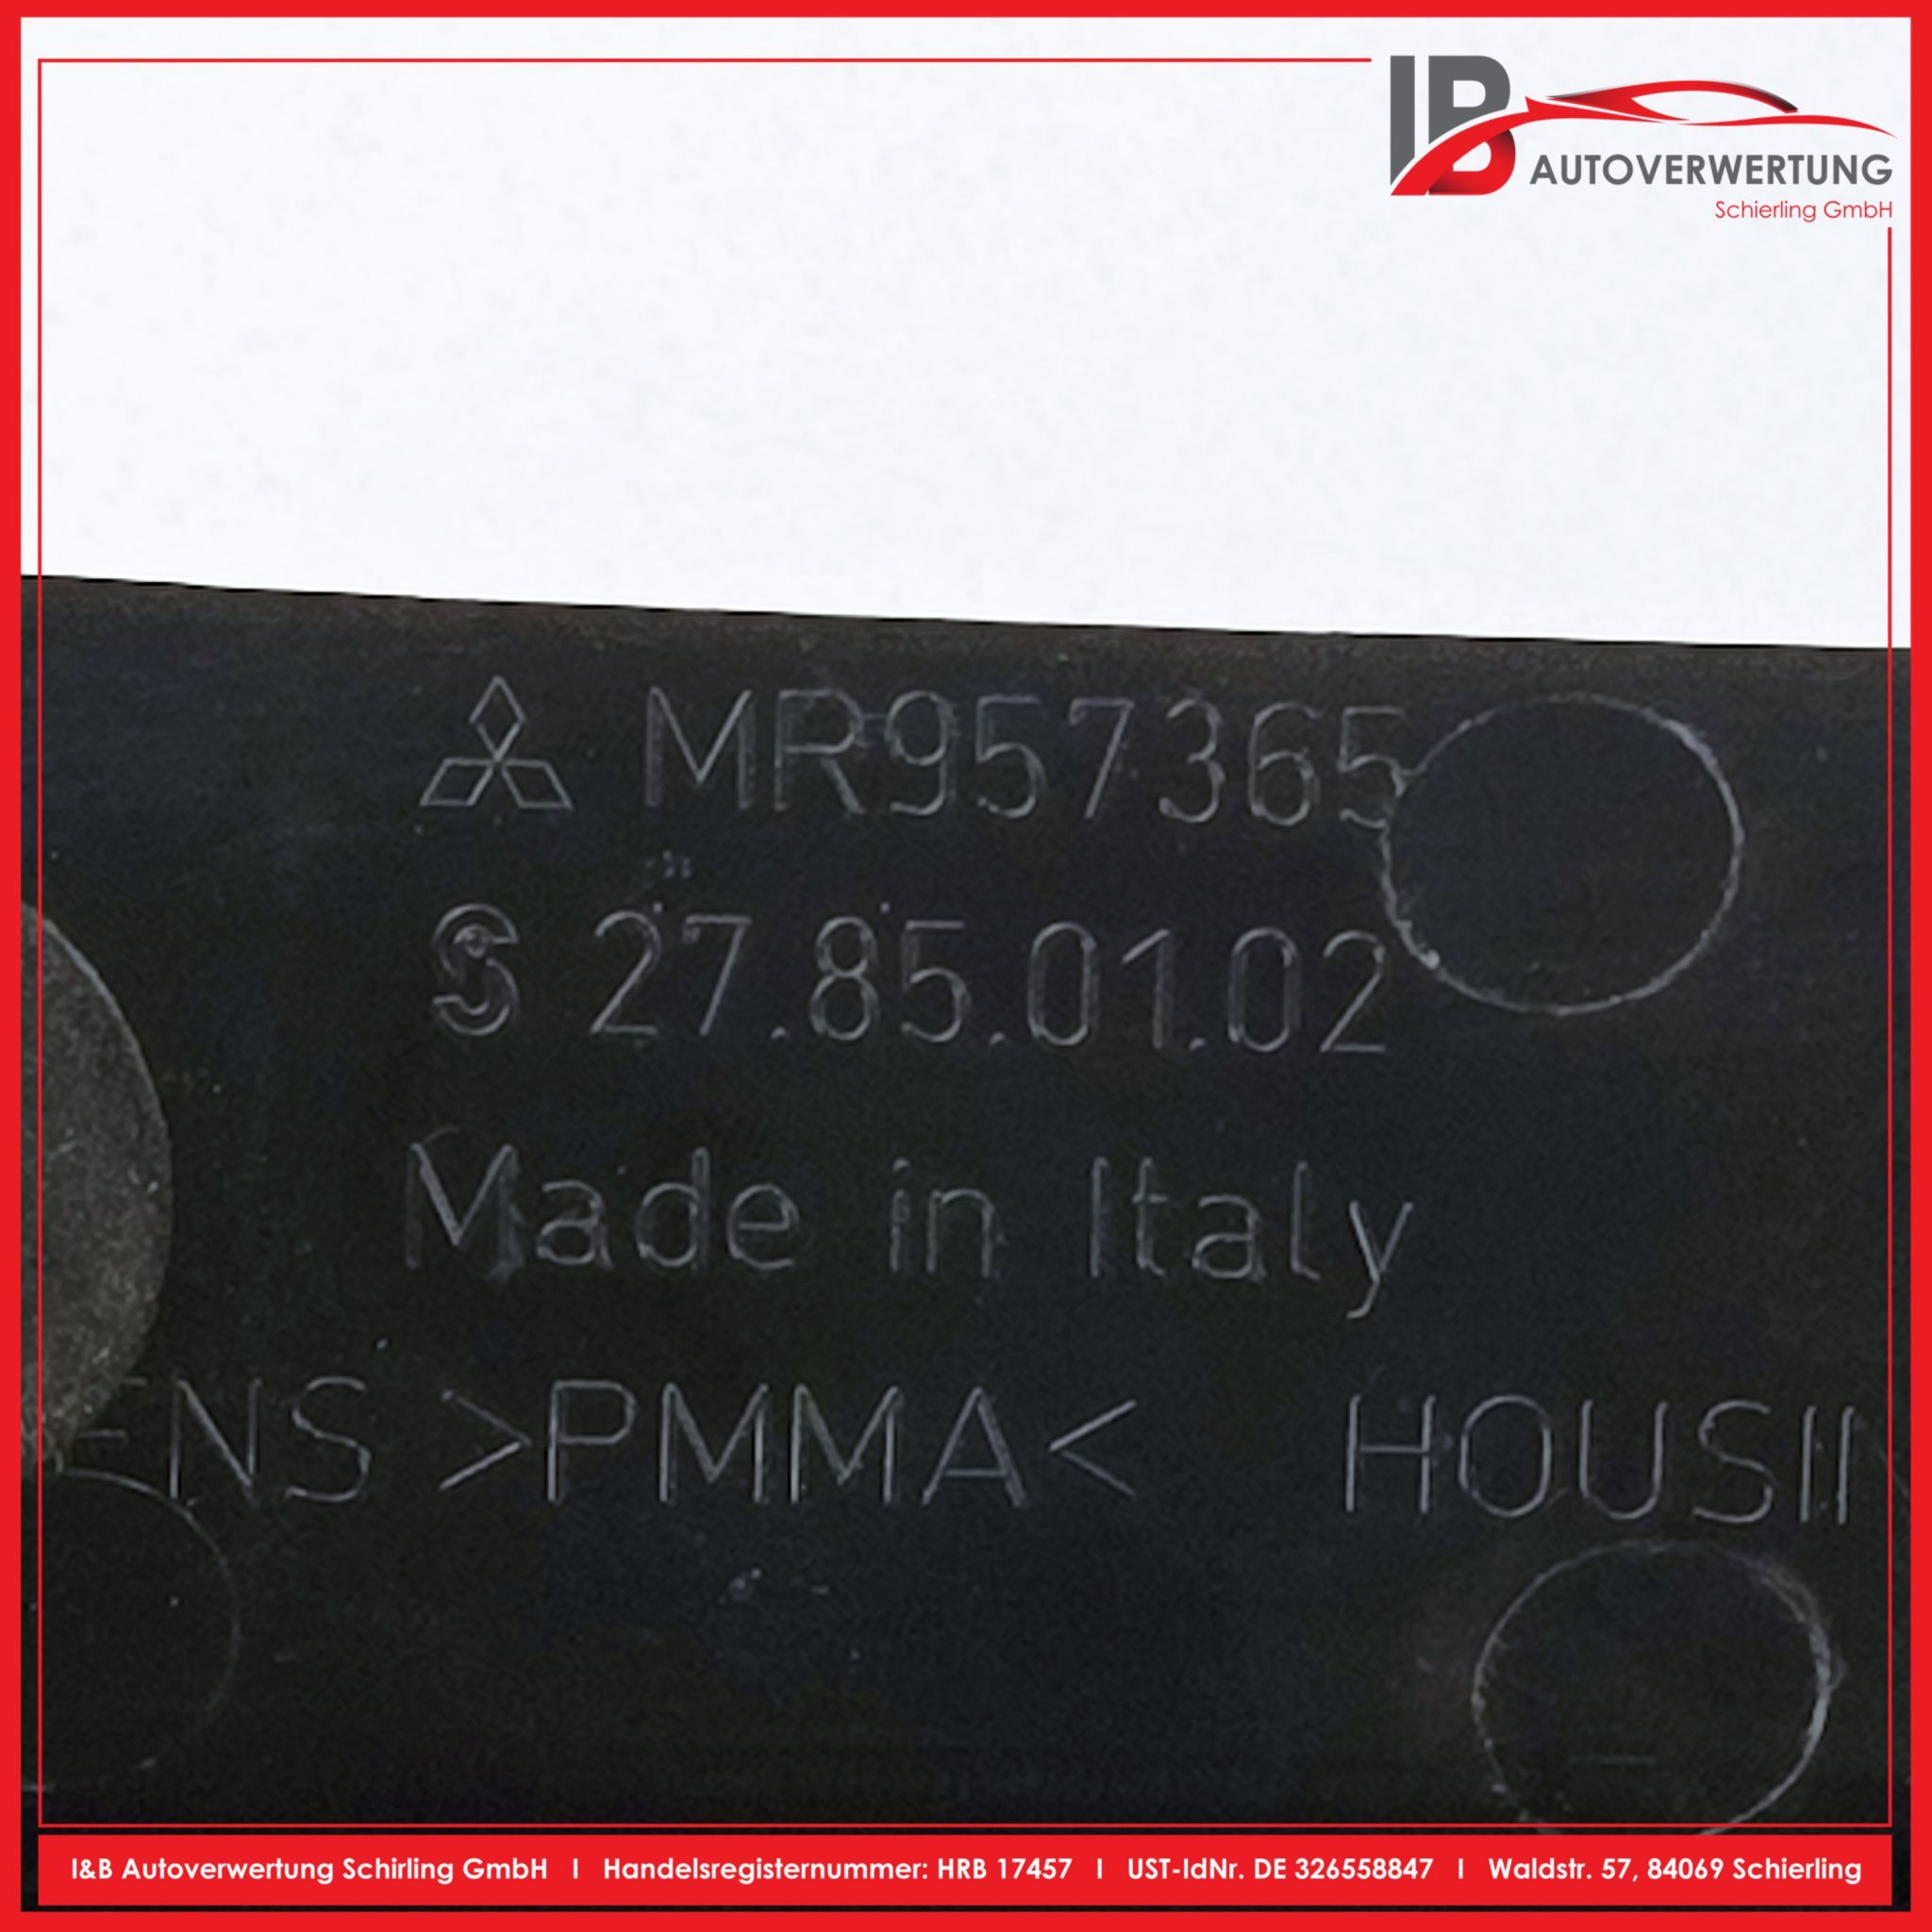 IB
AUTOVERWERTUNG
Schierling GmbH
MR957365
S 27.85.01.02
Made in Italy
ENS >PMMA< HOUSIN
I&B Autoverwertung Schirling GmbH I Handelsregisternummer: HRB 17457 I UST-IdNr. DE 326558847 I Waldstr. 57, 84069 Schierling